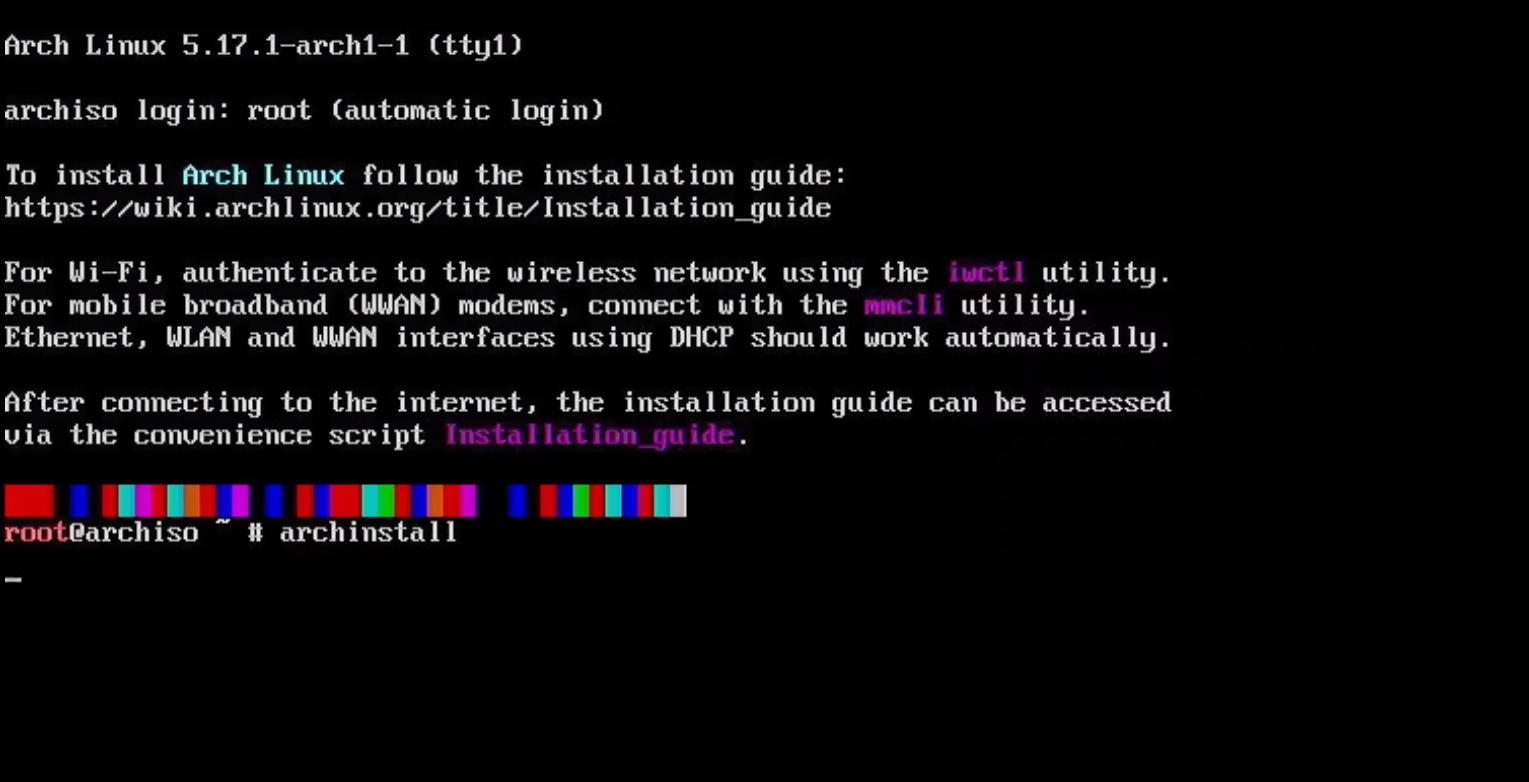 Arch Linux 5.17.1-arch1-1 (tty1)
archiso login: root (automatic login)
To install Arch Linux follow the installation guide:
https://wiki.archlinux.org/title/Installation_guide
For Wi-Fi, authenticate to the wireless network using the iwctl utility.
For mobile broadband (WWAN) modems, connect with the mmcli utility.
Ethernet, WLAN and WWAN interfaces using DHCP should work automatically.
After connecting to the internet, the installation guide can be accessed
via the convenience script Installation_guide.
root@archiso ~ # archinstall